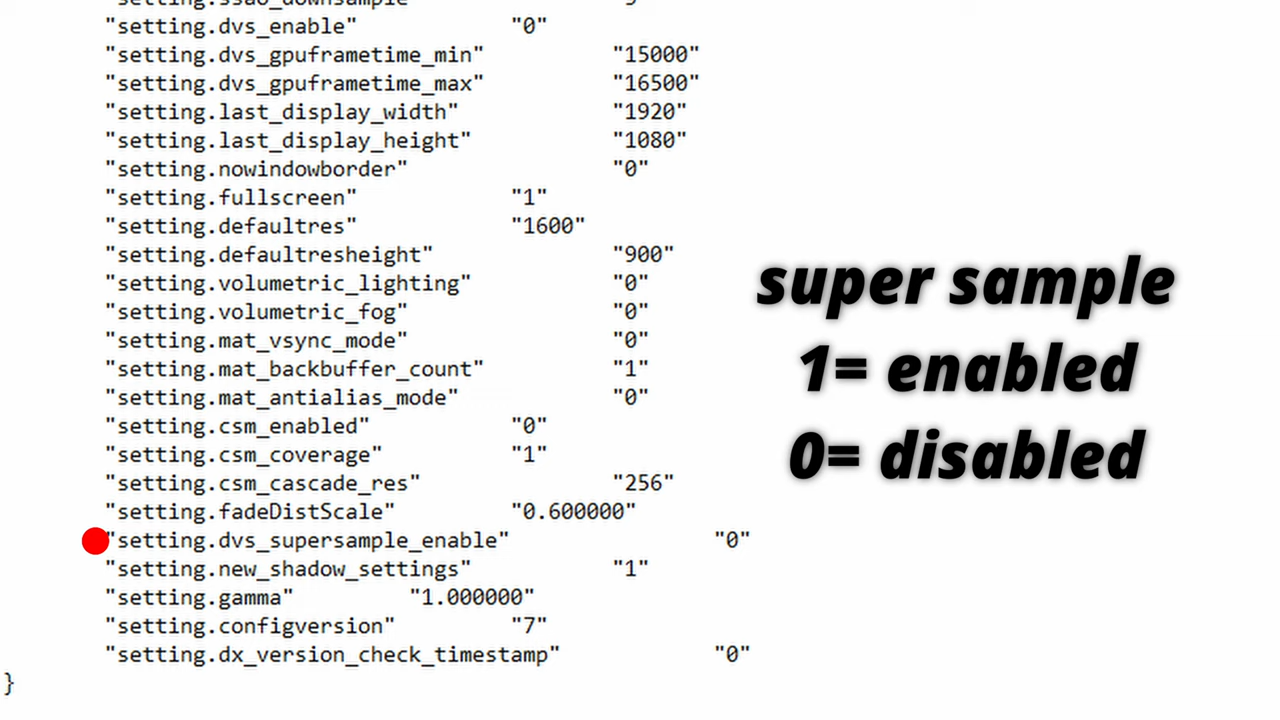 "setting.ssao_downsample"
"setting.dvs_enable" "0"
"setting.dvs_gpuframetime_min" "15000"
"setting.dvs_gpuframetime_max" "16500"
"setting.last_display_width" "1920"
"setting.last_display_height" "1080"
"setting.nowindowborder" "0"
"setting.fullscreen" "1"
"setting.defaultres" "1600"
"setting.defaultresheight" "900"
"setting.volumetric_lighting" "0"
"setting.volumetric_fog" "0"
"setting.mat_vsync_mode" "0"
"setting.mat_backbuffer_count" "1"
"setting.mat_antialias_mode" "0"
"setting.csm_enabled" "0"
"setting.csm_coverage" "1"
"setting.csm_cascade_res" "256"
"setting.fadeDistScale" "0.600000"
"setting.dvs_supersample_enable" "0"
"setting.new_shadow_settings" "1"
"setting.gamma" "1.000000"
"setting.configversion" "7"
"setting.dx_version_check_timestamp" "0"
}
super sample
1= enabled
0= disabled